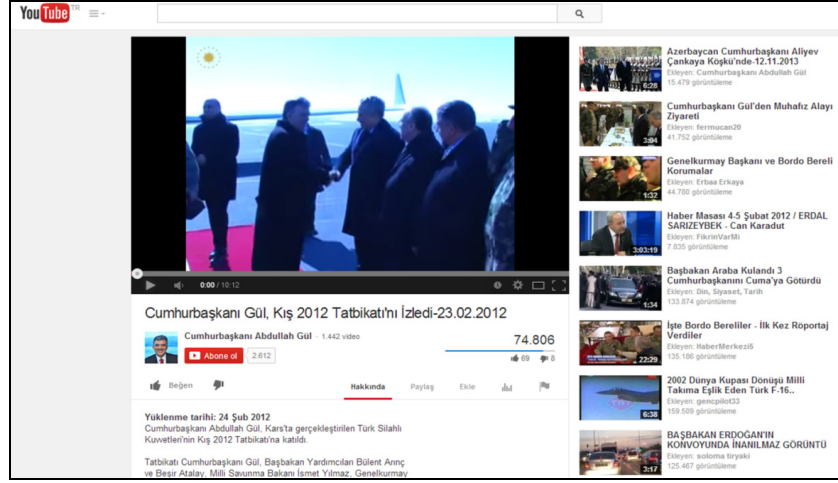 YouTube TR
0:00 / 10:12
Cumhurbaşkanı Gül, Kış 2012 Tatbikatı'nı İzledi-23.02.2012
Cumhurbaşkanı Abdullah Gül · 1.442 video
Abone ol 2.612
74.806
69 8
Beğen
Hakkında Paylaş Ekle
Yüklenme tarihi: 24 Şub 2012
Cumhurbaşkanı Abdullah Gül, Kars'ta gerçekleştirilen Türk Silahlı
Kuvvetleri'nin Kış 2012 Tatbikatı'na katıldı.
Tatbikatı Cumhurbaşkanı Gül, Başbakan Yardımcıları Bülent Arınç
ve Beşir Atalay, Milli Savunma Bakanı İsmet Yılmaz, Genelkurmay
Azerbaycan Cumhurbaşkanı Aliyev
Çankaya Köşkü'nde-12.11.2013
Ekleyen: Cumhurbaşkanı Abdullah Gül
15.479 görüntüleme
6:28
Cumhurbaşkanı Gül'den Muhafız Alayı
Ziyareti
Ekleyen: fermucan20
41.752 görüntüleme
3:04
Genelkurmay Başkanı ve Bordo Bereli
Korumalar
Ekleyen: Erbaa Erkaya
44.780 görüntüleme
1:32
Haber Masası 4-5 Şubat 2012 / ERDAL
SARIZEYBEK - Can Karadut
Ekleyen: FikrinVarMi
7.835 görüntüleme
3:03:19
Başbakan Araba Kulandı 3
Cumhurbaşkanını Cuma'ya Götürdü
Ekleyen: Din, Siyaset, Tarih
133.874 görüntüleme
1:34
İşte Bordo Bereliler - İlk Kez Röportaj
Verdiler
Ekleyen: HaberMerkezi5
135.186 görüntüleme
22:29
2002 Dünya Kupası Dönüşü Milli
Takıma Eşlik Eden Türk F-16..
Ekleyen: gencpilot33
159.509 görüntüleme
6:38
BAŞBAKAN ERDOĞAN'IN
KONVOYUNDA İNANILMAZ GÖRÜNTÜ
Ekleyen: soloma tiryaki
125.467 görüntüleme
3:17